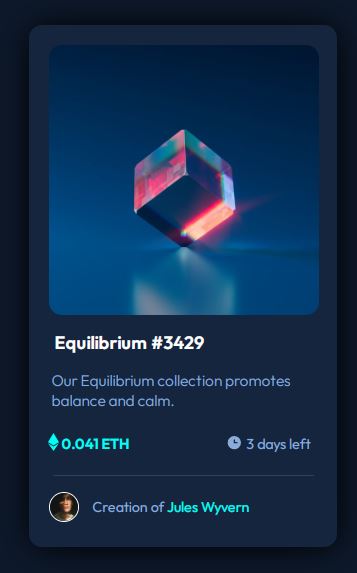 Equilibrium #3429
Our Equilibrium collection promotes
balance and calm.
0.041 ETH
3 days left
Creation of Jules Wyvern